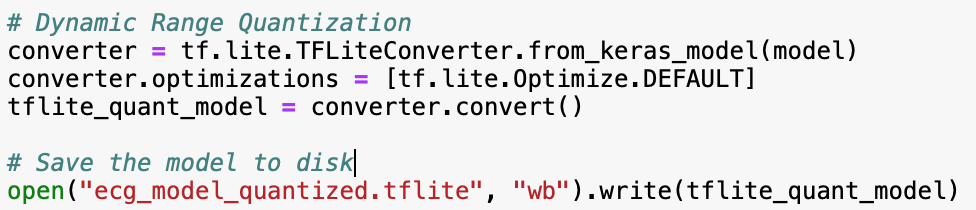 # Dynamic Range Quantization
converter = tf.lite.TFLiteConverter.from_keras_model(model)
converter.optimizations = [tf.lite.Optimize.DEFAULT]
tflite_quant_model = converter.convert()
# Save the model to disk
open("ecg_model_quantized.tflite", "wb").write(tflite_quant_model)